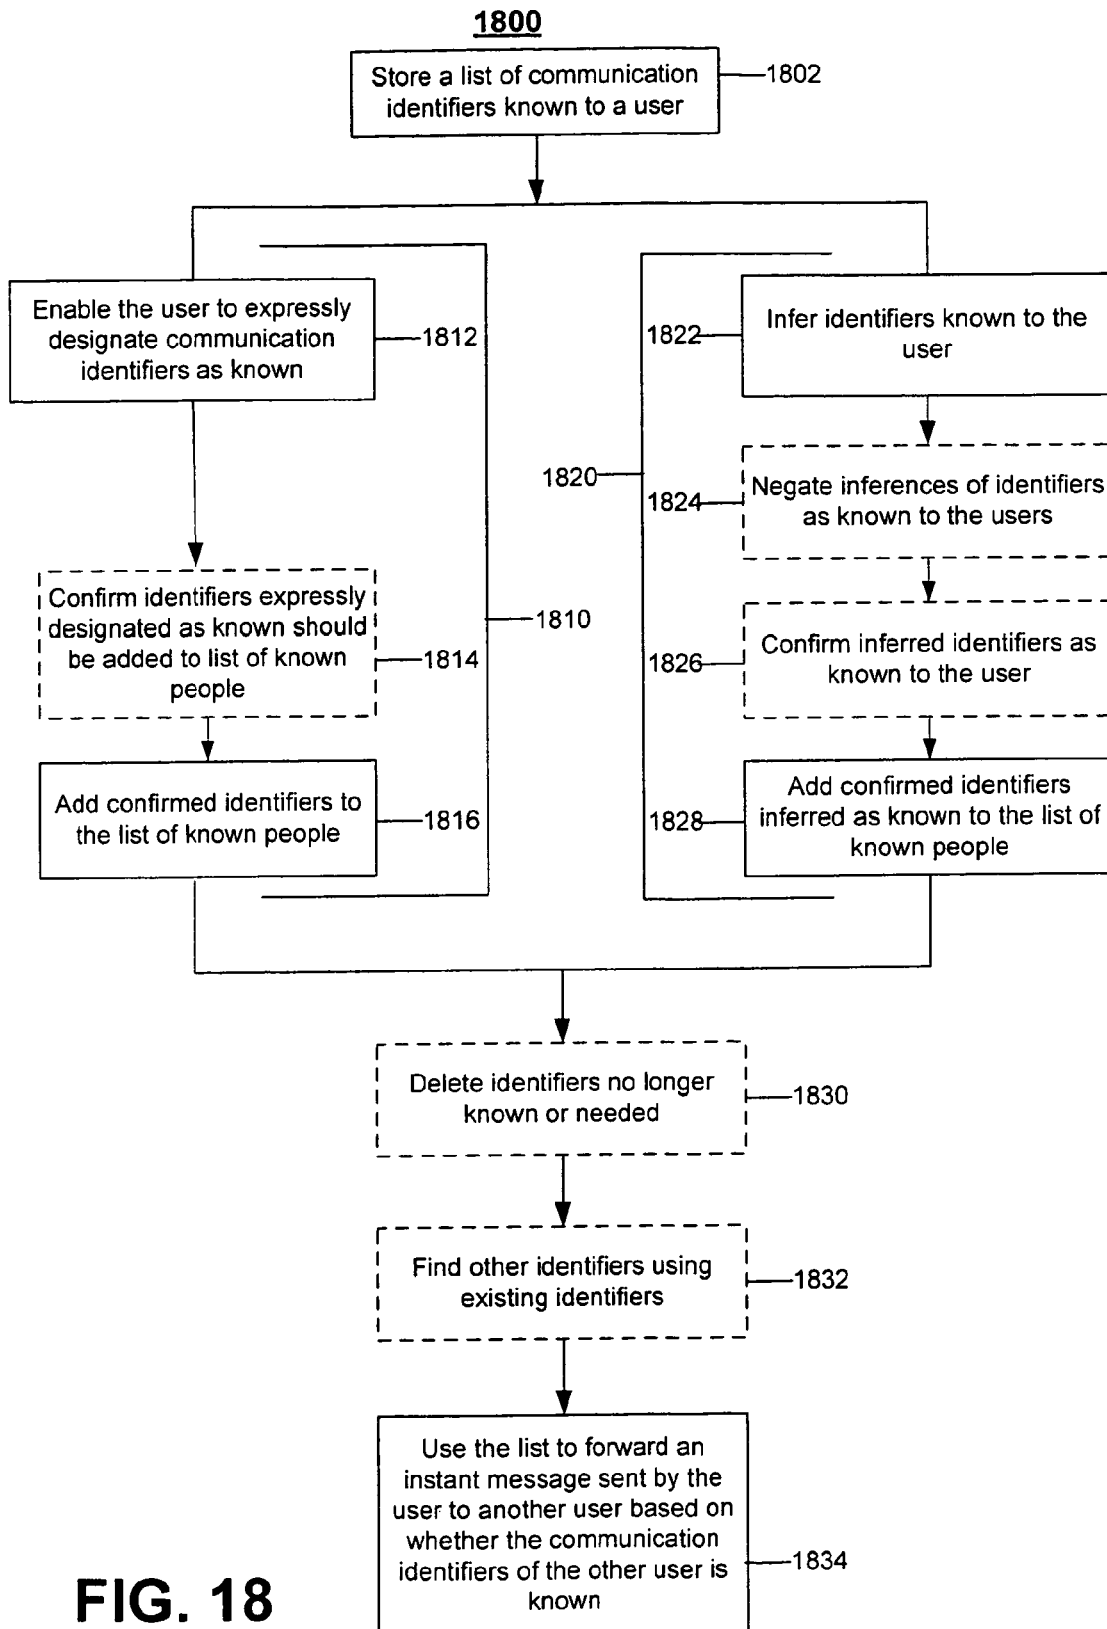 1800
Store a list of communication
identifiers known to a user
1802
Enable the user to expressly
designate communication
identifiers as known
1812
1822
Infer identifiers known to the
user
1820
1824
Negate inferences of identifiers
as known to the users
Confirm identifiers expressly
designated as known should
be added to list of known
people
1814
1810
1826
Confirm inferred identifiers as
known to the user
Add confirmed identifiers to
the list of known people
1816
1828
Add confirmed identifiers
inferred as known to the list of
known people
Delete identifiers no longer
known or needed
1830
Find other identifiers using
existing identifiers
1832
Use the list to forward an
instant message sent by the
user to another user based on
whether the communication
identifiers of the other user is
known
1834
FIG. 18